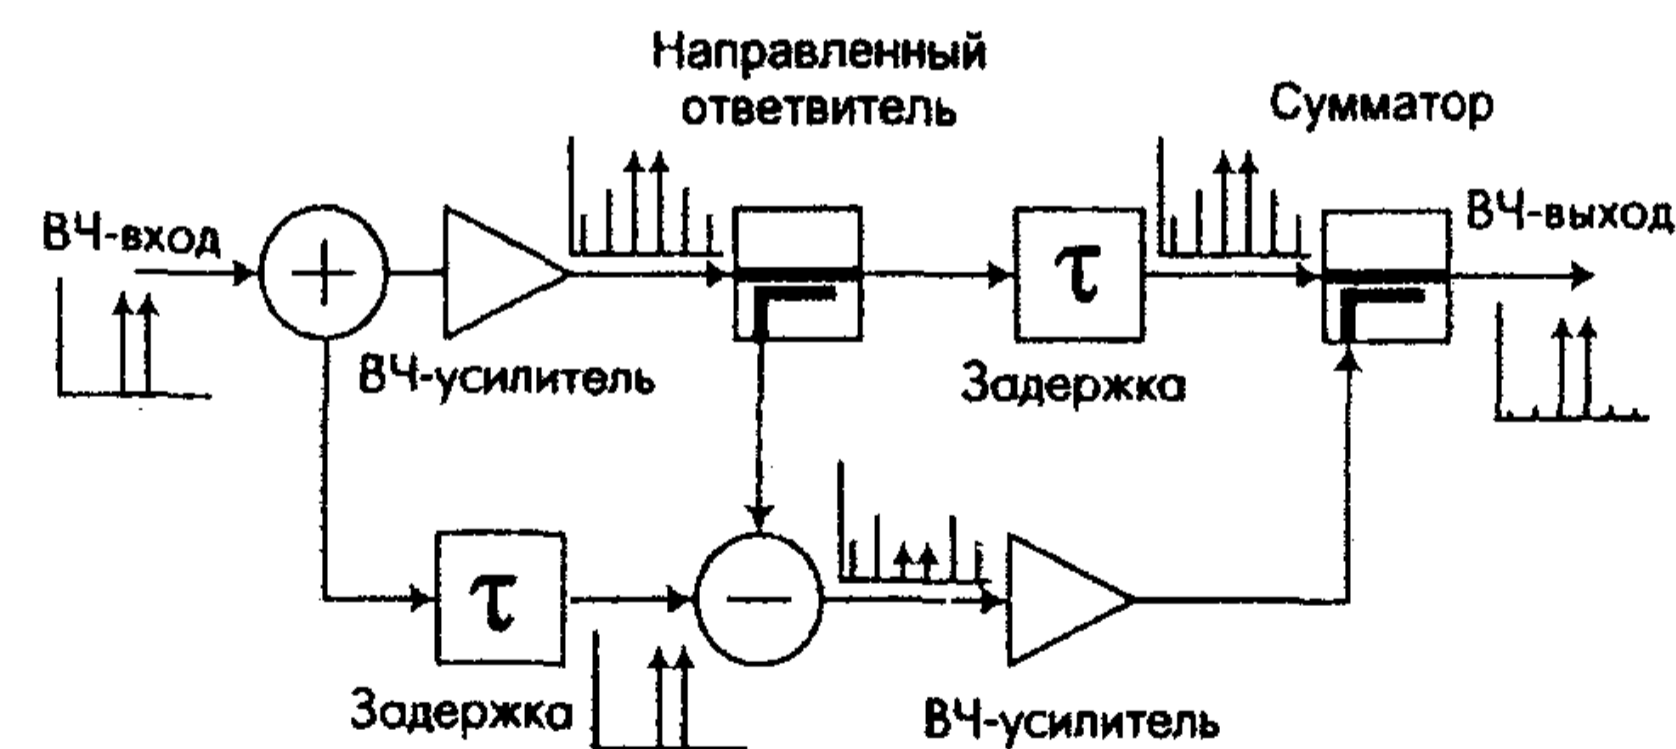 Направленный
ответвитель
Сумматор
ВЧ-вход
ВЧ-выход
ВЧ-усилитель
τ
Задержка
τ
Задержка
ВЧ-усилитель